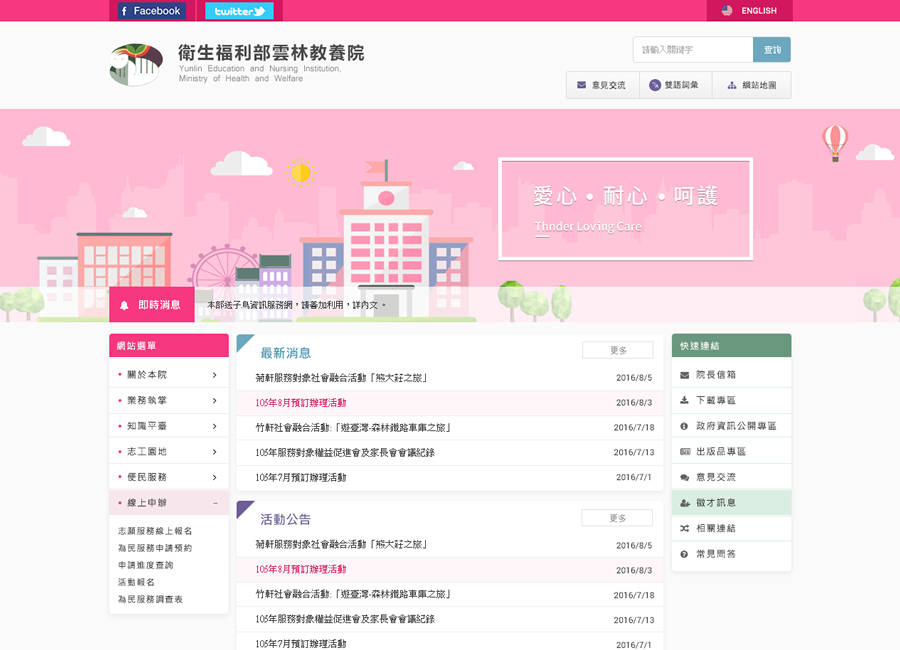 Facebook
twitter
ENGLISH
衛生福利部雲林教養院
Yunlin Education and Nursing Institution,
Ministry of Health and Welfare
請輸入關鍵字
查詢
意見交流
雙語詞彙
網站地圖
愛心 • 耐心 • 呵護
Thnder Loving Care
即時消息
本部送子鳥資訊服務網，請善加利用，詳內文。
網站選單
關於本院
業務執掌
知識平臺
志工園地
便民服務
線上申辦
志願服務線上報名
為民服務申請預約
申請進度查詢
活動報名
為民服務調查表
最新消息
更多
菊軒服務對象社會融合活動「熊大莊之旅」
2016/8/5
105年8月預訂辦理活動
2016/8/3
竹軒社會融合活動:「遊臺灣-森林鐵路車庫之旅」
2016/7/18
105年服務對象權益促進會及家長會會議紀錄
2016/7/13
105年7月預訂辦理活動
2016/7/1
活動公告
更多
菊軒服務對象社會融合活動「熊大莊之旅」
2016/8/5
105年8月預訂辦理活動
2016/8/3
竹軒社會融合活動:「遊臺灣-森林鐵路車庫之旅」
2016/7/18
105年服務對象權益促進會及家長會會議紀錄
2016/7/13
105年7月預訂辦理活動
2016/7/1
快速連結
院長信箱
下載專區
政府資訊公開專區
出版品專區
意見交流
徵才訊息
相關連結
常見問答